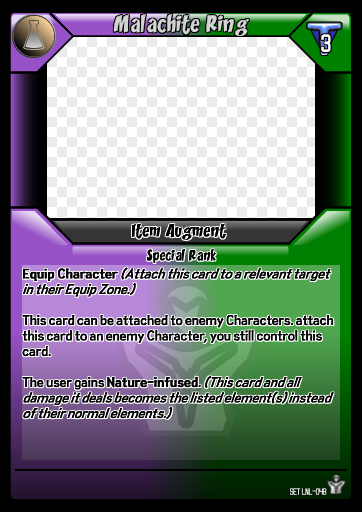 Malachite Ring
3
Item Augment
Special Rank
Equip Character (Attach this card to a relevant target
in their Equip Zone.)
This card can be attached to enemy Characters. attach
this card to an enemy Character, you still control this
card.
The user gains Nature-infused. (This card and all
damage it deals becomes the listed element(s) instead
of their normal elements.)
SET LNL-048